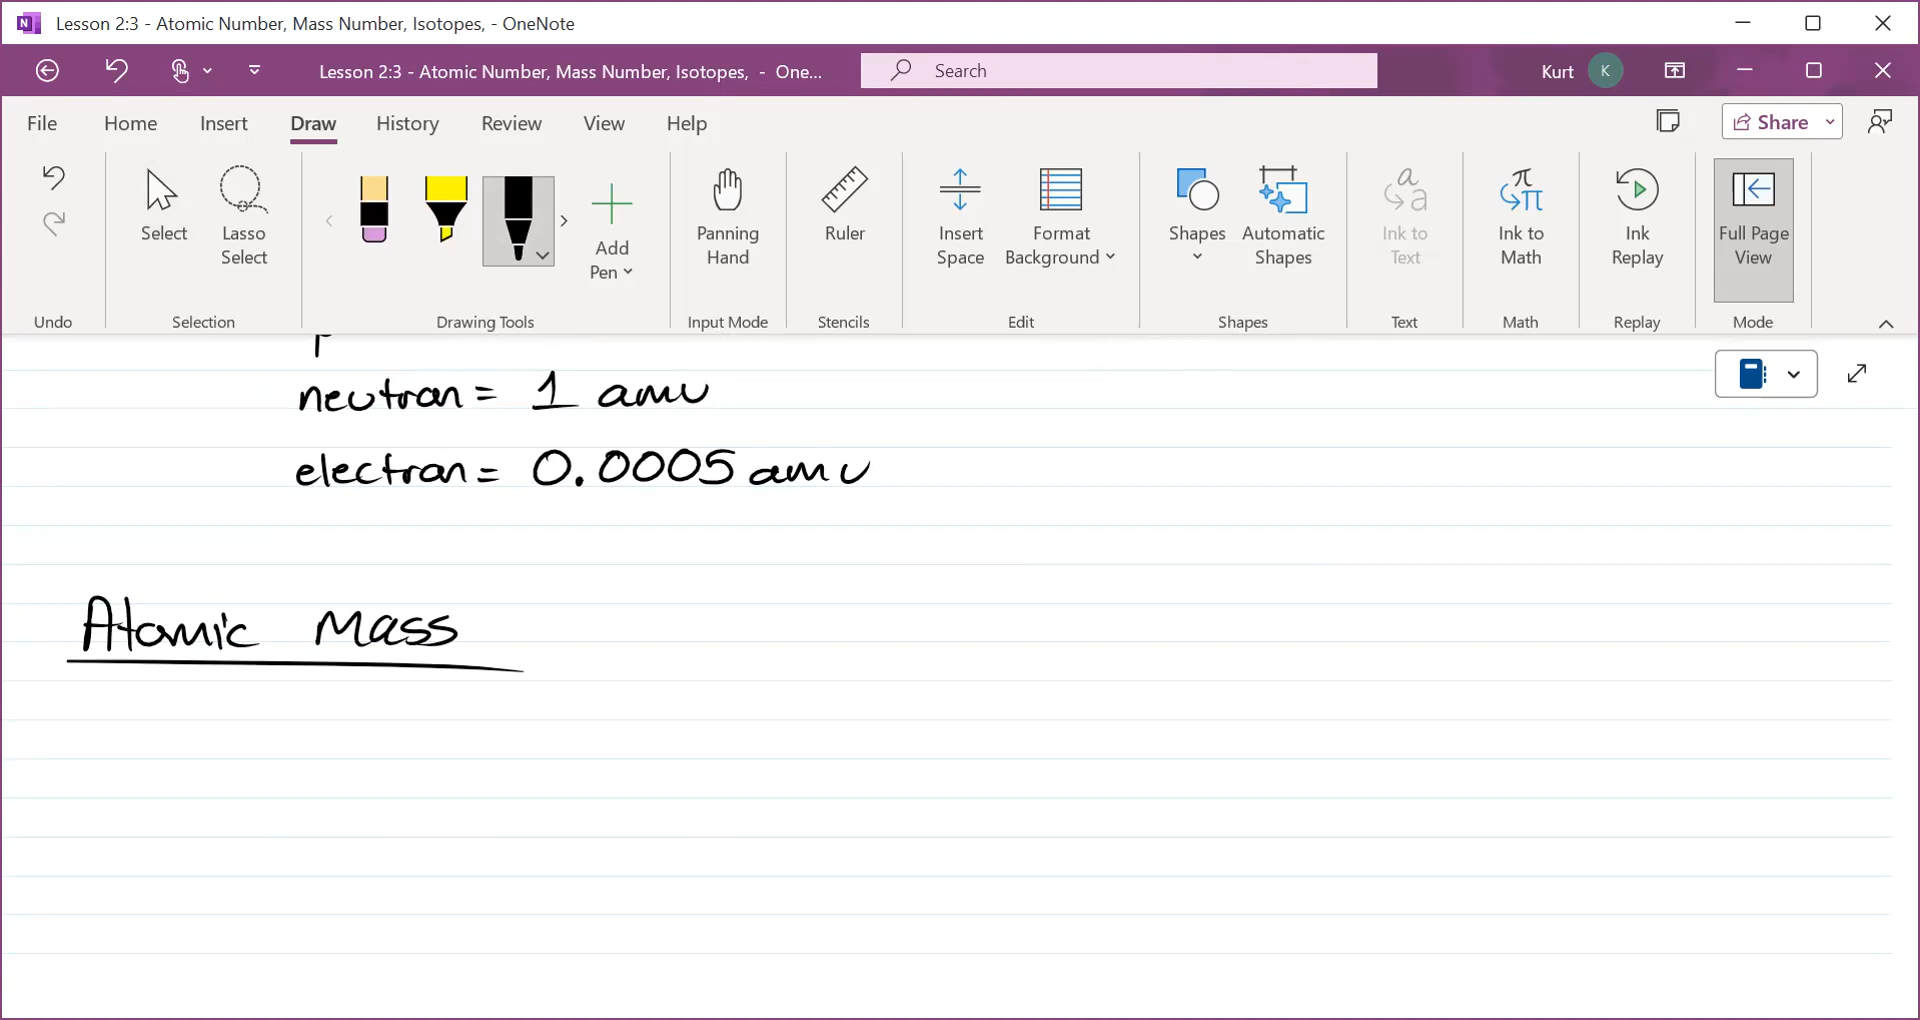 Lesson 2:3 - Atomic Number, Mass Number, Isotopes, - OneNote
Lesson 2:3 - Atomic Number, Mass Number, Isotopes, - One...
Search
Kurt
K
File Home Insert Draw History Review View Help
Share
Select
Lasso Select
Add Pen
Panning Hand
Ruler
Insert Space
Format Background
Shapes
Automatic Shapes
Ink to Text
Ink to Math
Ink Replay
Full Page View
Undo Selection Drawing Tools Input Mode Stencils Edit Shapes Text Math Replay Mode
neutron = 1 amu
electron = 0.0005 amu
Atomic Mass